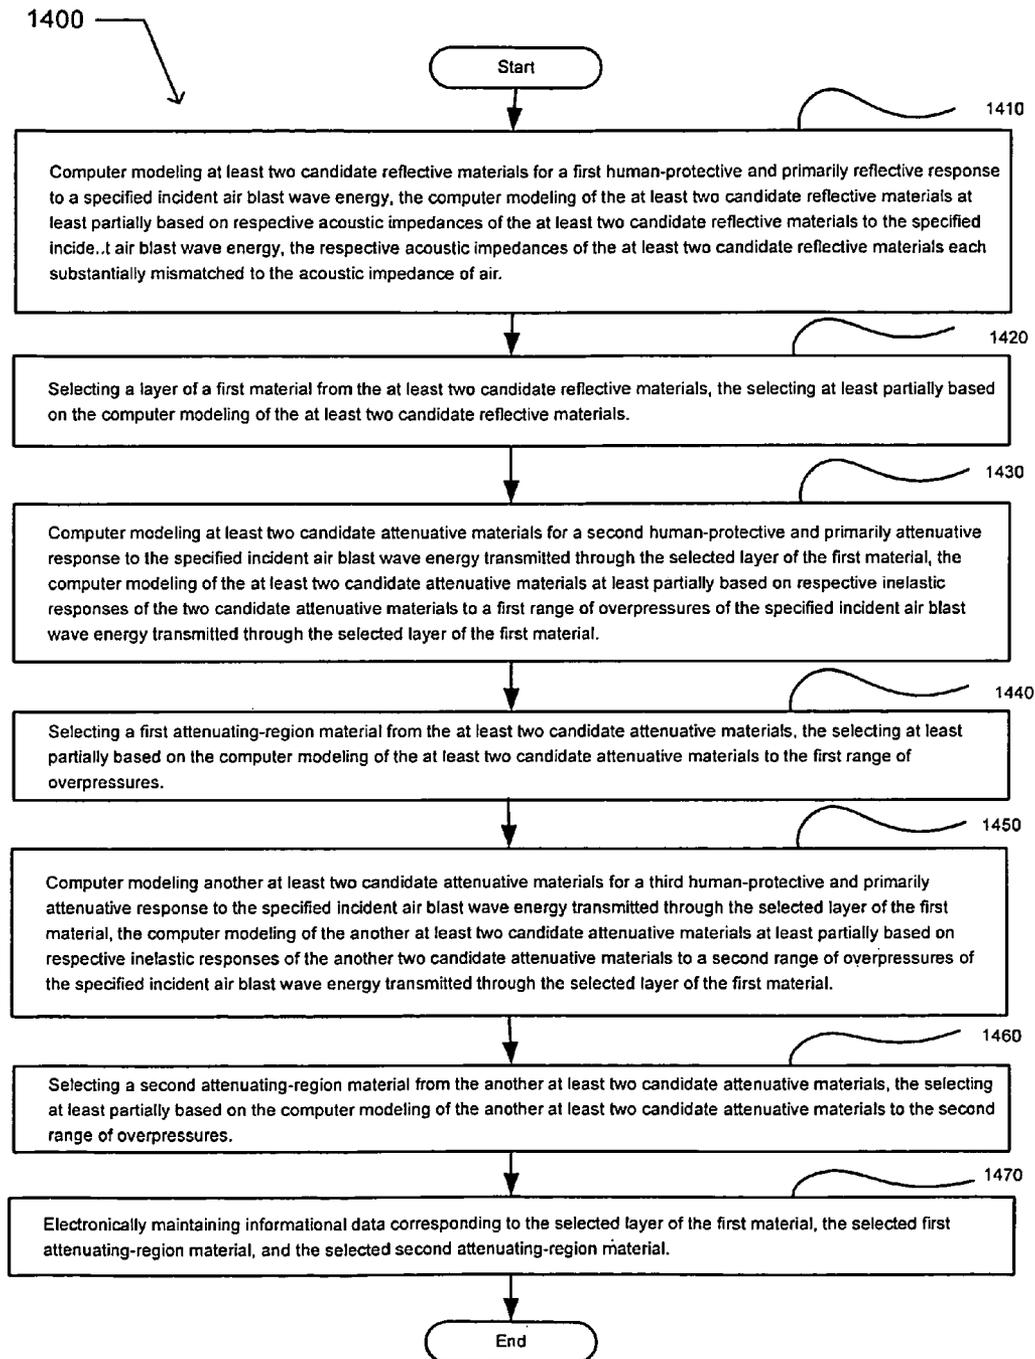 1400
Start
1410
Computer modeling at least two candidate reflective materials for a first human-protective and primarily reflective response
to a specified incident air blast wave energy, the computer modeling of the at least two candidate reflective materials at
least partially based on respective acoustic impedances of the at least two candidate reflective materials to the specified
incide..t air blast wave energy, the respective acoustic impedances of the at least two candidate reflective materials each
substantially mismatched to the acoustic impedance of air.
1420
Selecting a layer of a first material from the at least two candidate reflective materials, the selecting at least partially based
on the computer modeling of the at least two candidate reflective materials.
1430
Computer modeling at least two candidate attenuative materials for a second human-protective and primarily attenuative
response to the specified incident air blast wave energy transmitted through the selected layer of the first material, the
computer modeling of the at least two candidate attenuative materials at least partially based on respective inelastic
responses of the two candidate attenuative materials to a first range of overpressures of the specified incident air blast
wave energy transmitted through the selected layer of the first material.
1440
Selecting a first attenuating-region material from the at least two candidate attenuative materials, the selecting at least
partially based on the computer modeling of the at least two candidate attenuative materials to the first range of
overpressures.
1450
Computer modeling another at least two candidate attenuative materials for a third human-protective and primarily
attenuative response to the specified incident air blast wave energy transmitted through the selected layer of the first
material, the computer modeling of the another at least two candidate attenuative materials at least partially based on
respective inelastic responses of the another two candidate attenuative materials to a second range of overpressures of
the specified incident air blast wave energy transmitted through the selected layer of the first material.
1460
Selecting a second attenuating-region material from the another at least two candidate attenuative materials, the selecting
at least partially based on the computer modeling of the another at least two candidate attenuative materials to the second
range of overpressures.
1470
Electronically maintaining informational data corresponding to the selected layer of the first material, the selected first
attenuating-region material, and the selected second attenuating-region material.
End